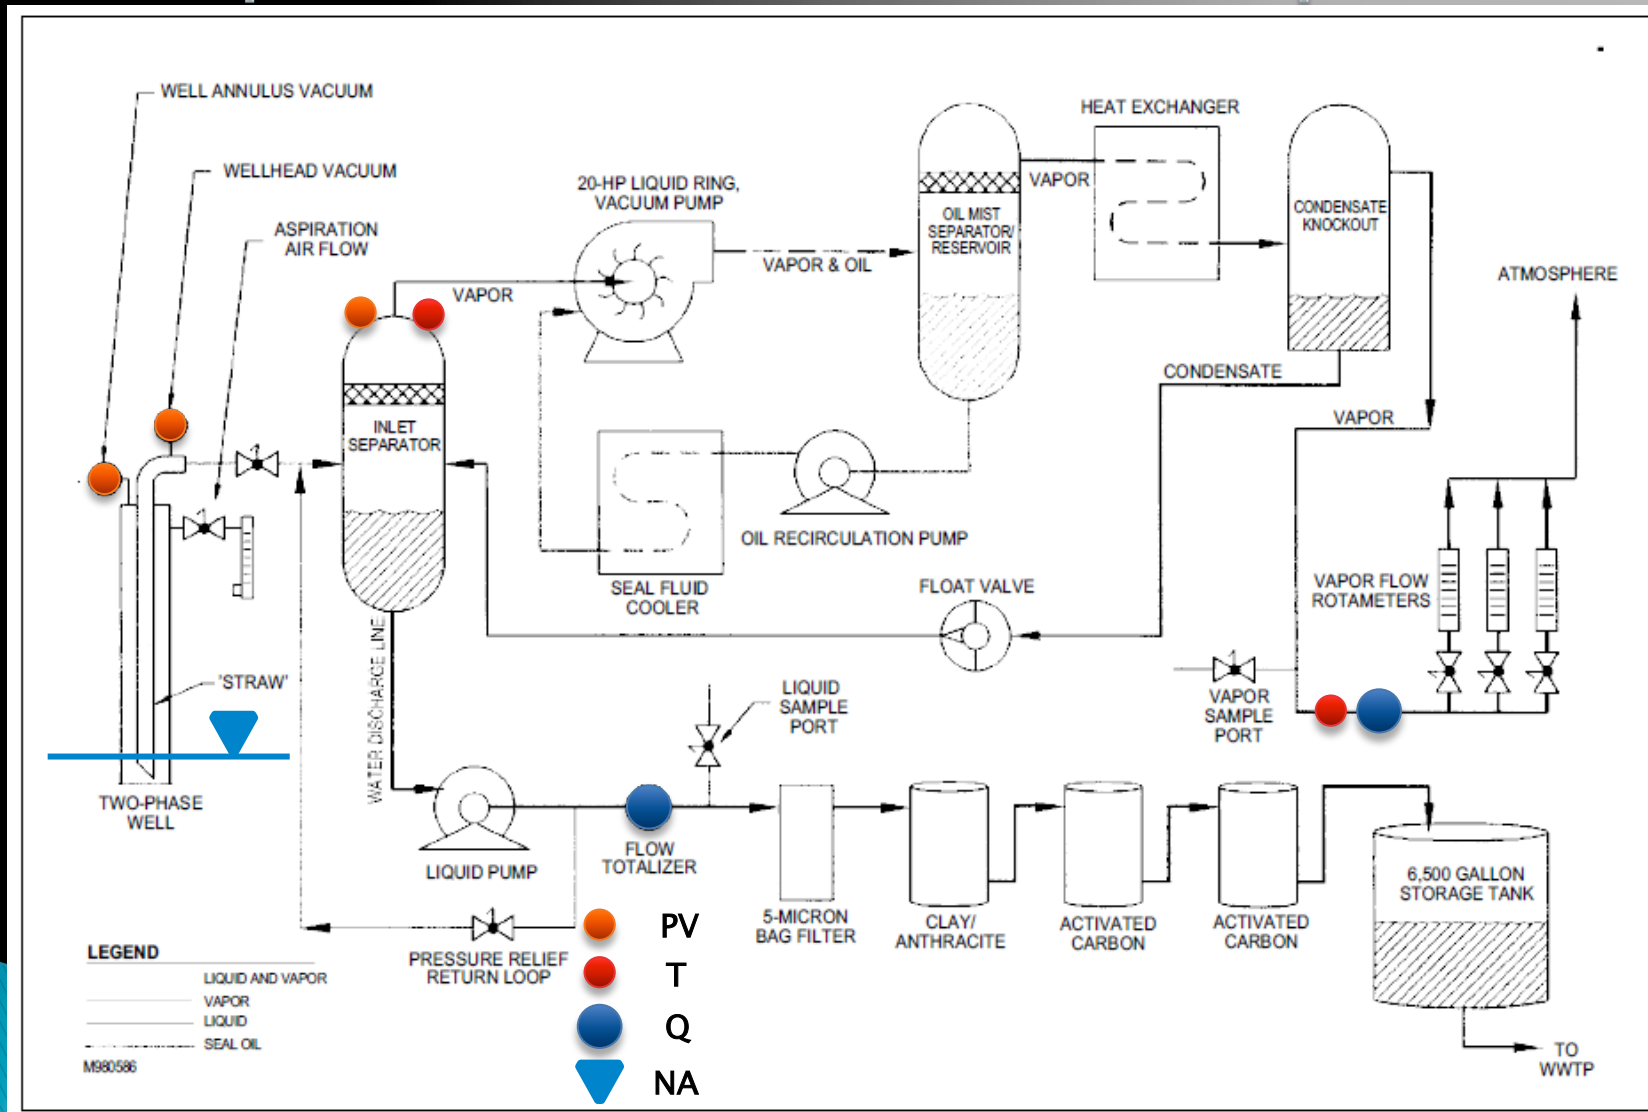 WELL ANNULUS VACUUM
WELLHEAD VACUUM
ASPIRATION
AIR FLOW
20-HP LIQUID RING,
VACUUM PUMP
VAPOR
VAPOR & OIL
OIL MIST
SEPARATOR/
RESERVOIR
VAPOR
HEAT EXCHANGER
CONDENSATE
KNOCKOUT
ATMOSPHERE
CONDENSATE
VAPOR
INLET
SEPARATOR
OIL RECIRCULATION PUMP
SEAL FLUID
COOLER
FLOAT VALVE
VAPOR FLOW
ROTAMETERS
'STRAW'
WATER DISCHARGE LINE
LIQUID
SAMPLE
PORT
VAPOR
SAMPLE
PORT
TWO-PHASE
WELL
LIQUID PUMP
FLOW
TOTALIZER
5-MICRON
BAG FILTER
CLAY/
ANTHRACITE
ACTIVATED
CARBON
ACTIVATED
CARBON
6,500 GALLON
STORAGE TANK
PRESSURE RELIEF
RETURN LOOP
TO
WWTP
LEGEND
LIQUID AND VAPOR
VAPOR
LIQUID
SEAL OIL
M980586
PV
T
Q
NA